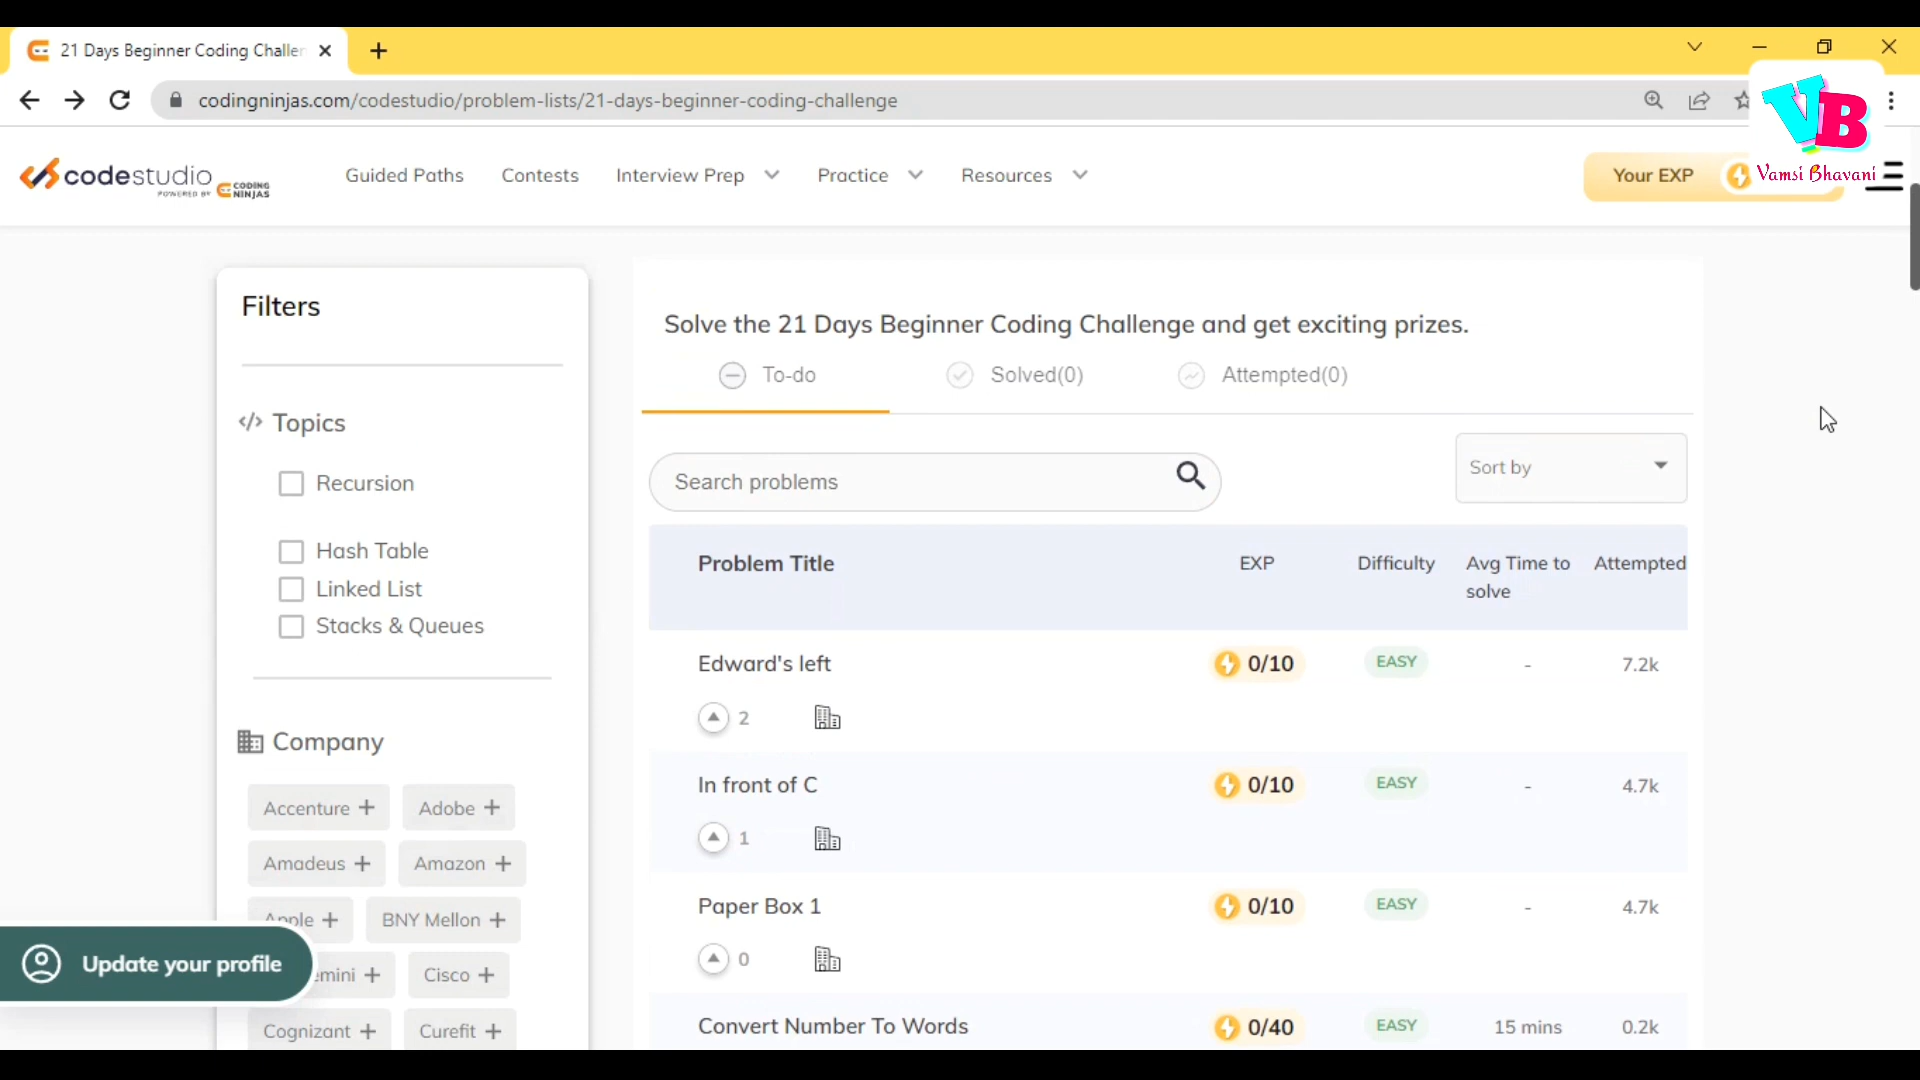 21 Days Beginner Coding Challe
codingninjas.com/codestudio/problem-lists/21-days-beginner-coding-challenge
VB
Vamsi Bhavani
codestudio
POWERED BY CODING NINJAS
Guided Paths
Contests
Interview Prep
Practice
Resources
Your EXP
Filters
Topics
Recursion
Hash Table
Linked List
Stacks & Queues
Company
Accenture +
Adobe +
Amadeus +
Amazon +
Apple +
BNY Mellon +
emini +
Cisco +
Cognizant +
Curefit +
Update your profile
Solve the 21 Days Beginner Coding Challenge and get exciting prizes.
To-do
Solved(0)
Attempted(0)
Search problems
Sort by
Problem Title
EXP
Difficulty
Avg Time to
solve
Attempted
Edward's left
0/10
EASY
-
7.2k
2
In front of C
0/10
EASY
-
4.7k
1
Paper Box 1
0/10
EASY
-
4.7k
0
Convert Number To Words
0/40
EASY
15 mins
0.2k